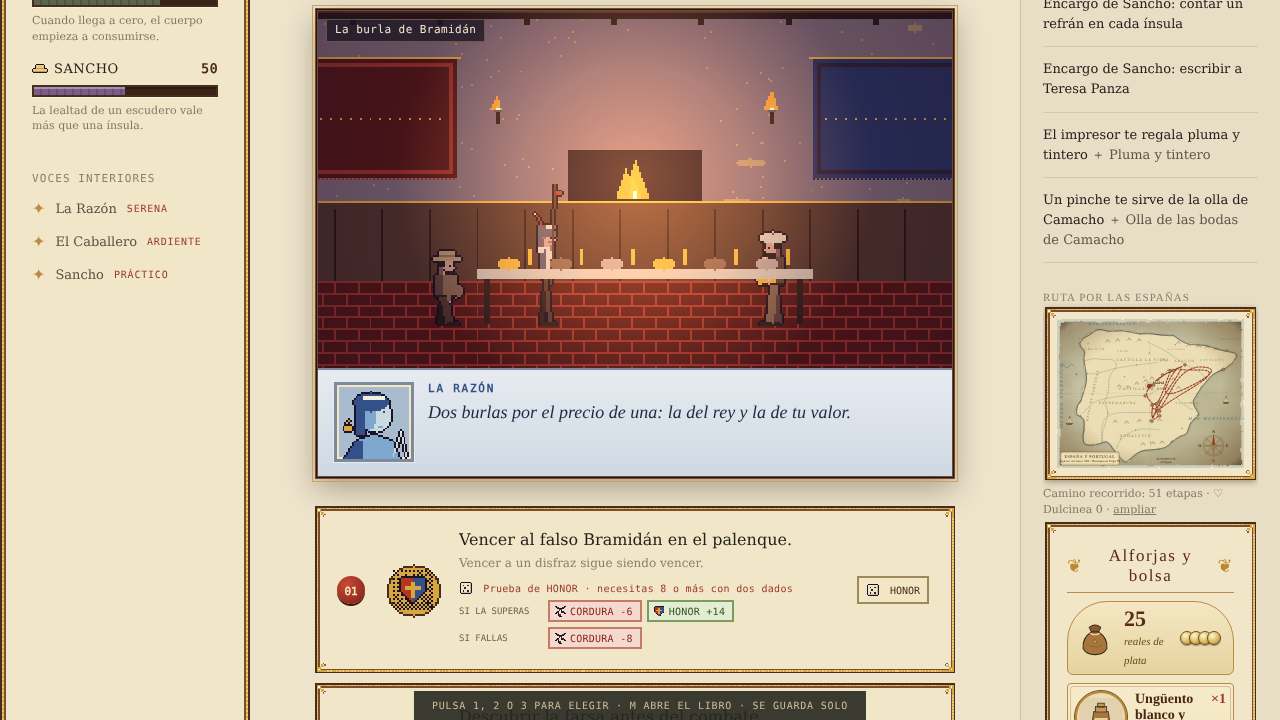 Cuando llega a cero, el cuerpo
empieza a consumirse.
SANCHO 50
La lealtad de un escudero vale
más que una ínsula.
VOCES INTERIORES
La Razón SERENA
El Caballero ARDIENTE
Sancho PRÁCTICO
La burla de Bramidán
LA RAZÓN
Dos burlas por el precio de una: la del rey y la de tu valor.
01
Vencer al falso Bramidán en el palenque.
Vencer a un disfraz sigue siendo vencer.
Prueba de HONOR · necesitas 8 o más con dos dados
HONOR
SI LA SUPERAS CORDURA -6 HONOR +14
SI FALLAS CORDURA -8
Descubrir la farsa antes del combate.
PULSA 1, 2 O 3 PARA ELEGIR · M ABRE EL LIBRO · SE GUARDA SOLO
Encargo de Sancho: contar un
refrán en cada ínsula
Encargo de Sancho: escribir a
Teresa Panza
El impresor te regala pluma y
tintero + Pluma y tintero
Un pinche te sirve de la olla de
Camacho + Olla de las bodas
de Camacho
RUTA POR LAS ESPAÑAS
Camino recorrido: 51 etapas · ♡
Dulcinea 0 · ampliar
Alforjas y
bolsa
25
reales de
plata
Ungüento ×1
blanco y